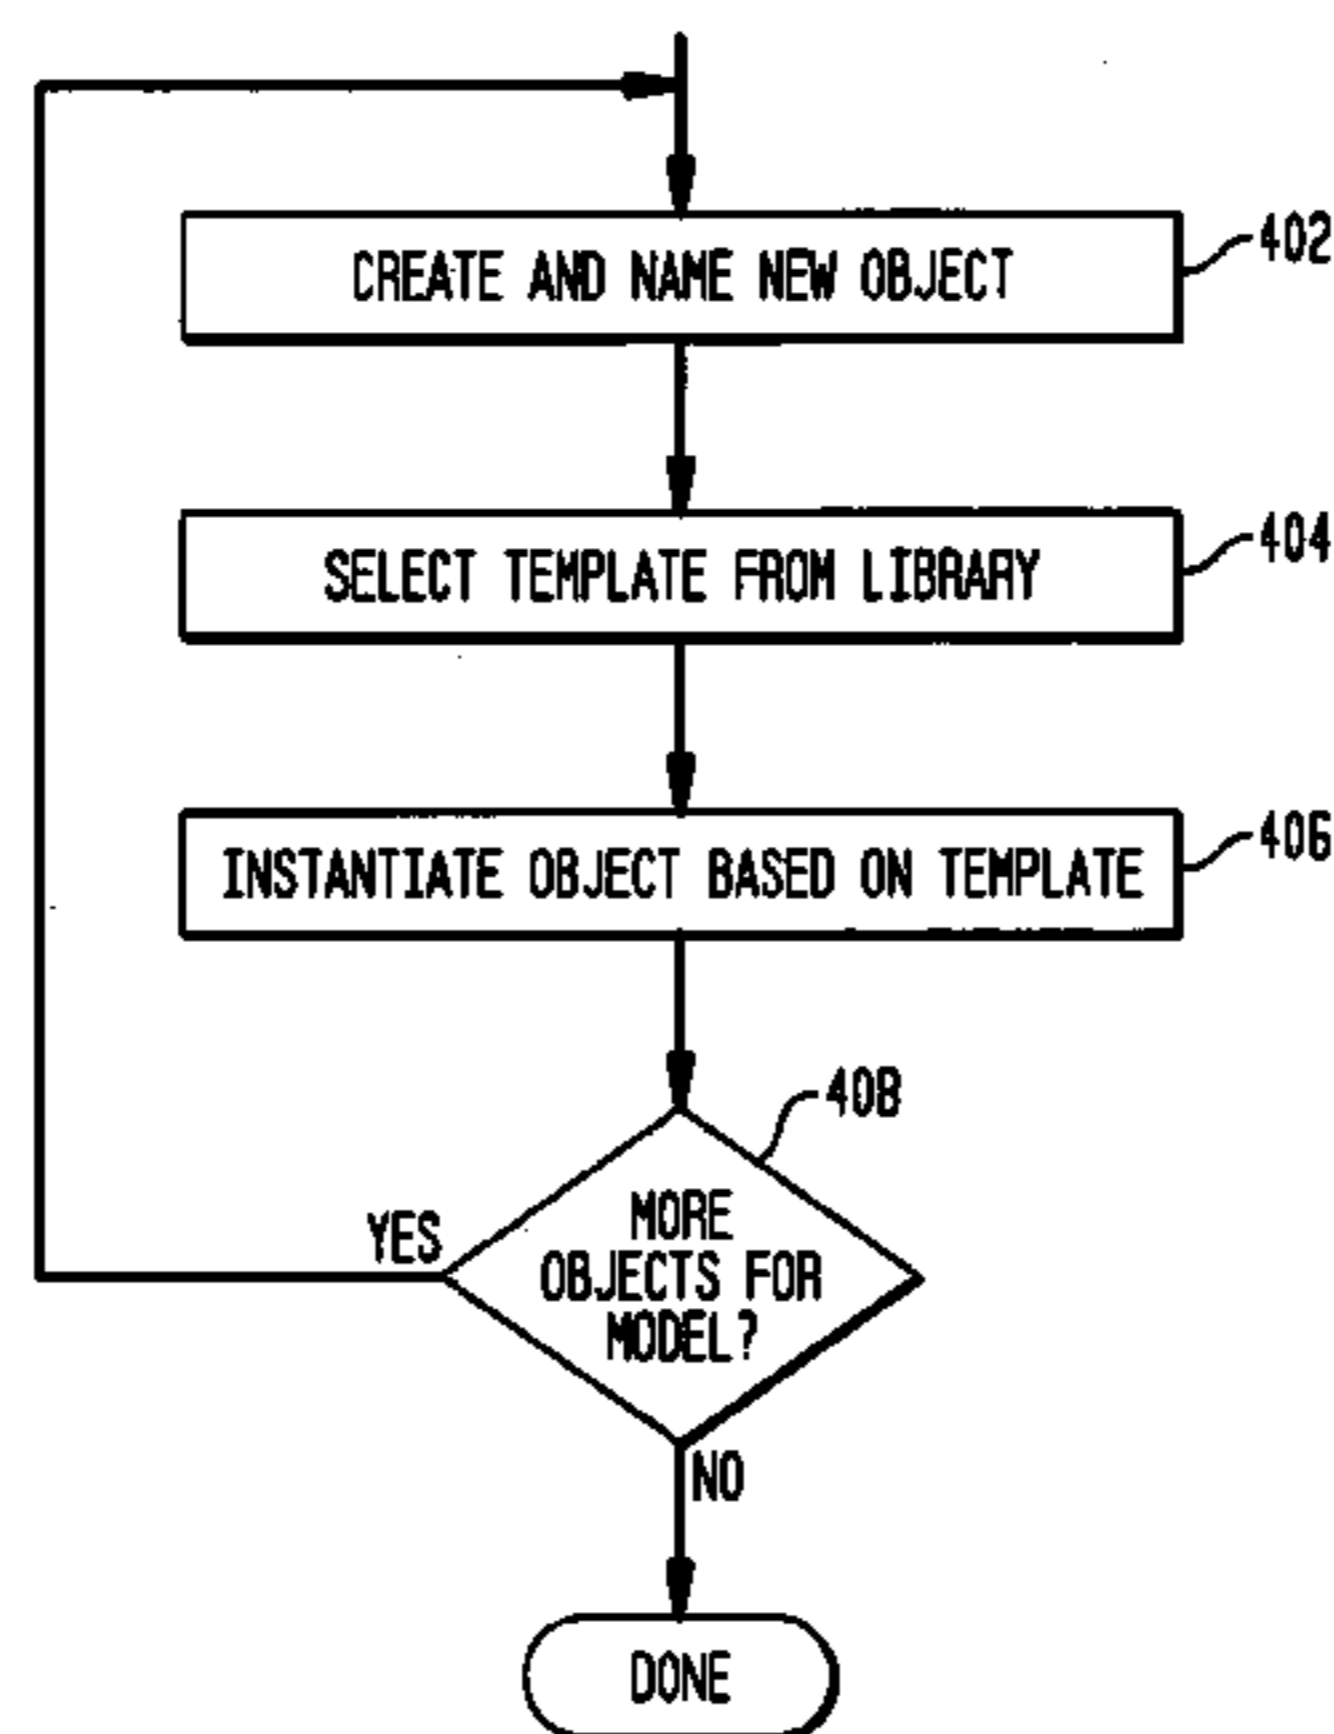 CREATE AND NAME NEW OBJECT
402
SELECT TEMPLATE FROM LIBRARY
404
INSTANTIATE OBJECT BASED ON TEMPLATE
406
408
YES
MORE
OBJECTS FOR
MODEL?
NO
DONE